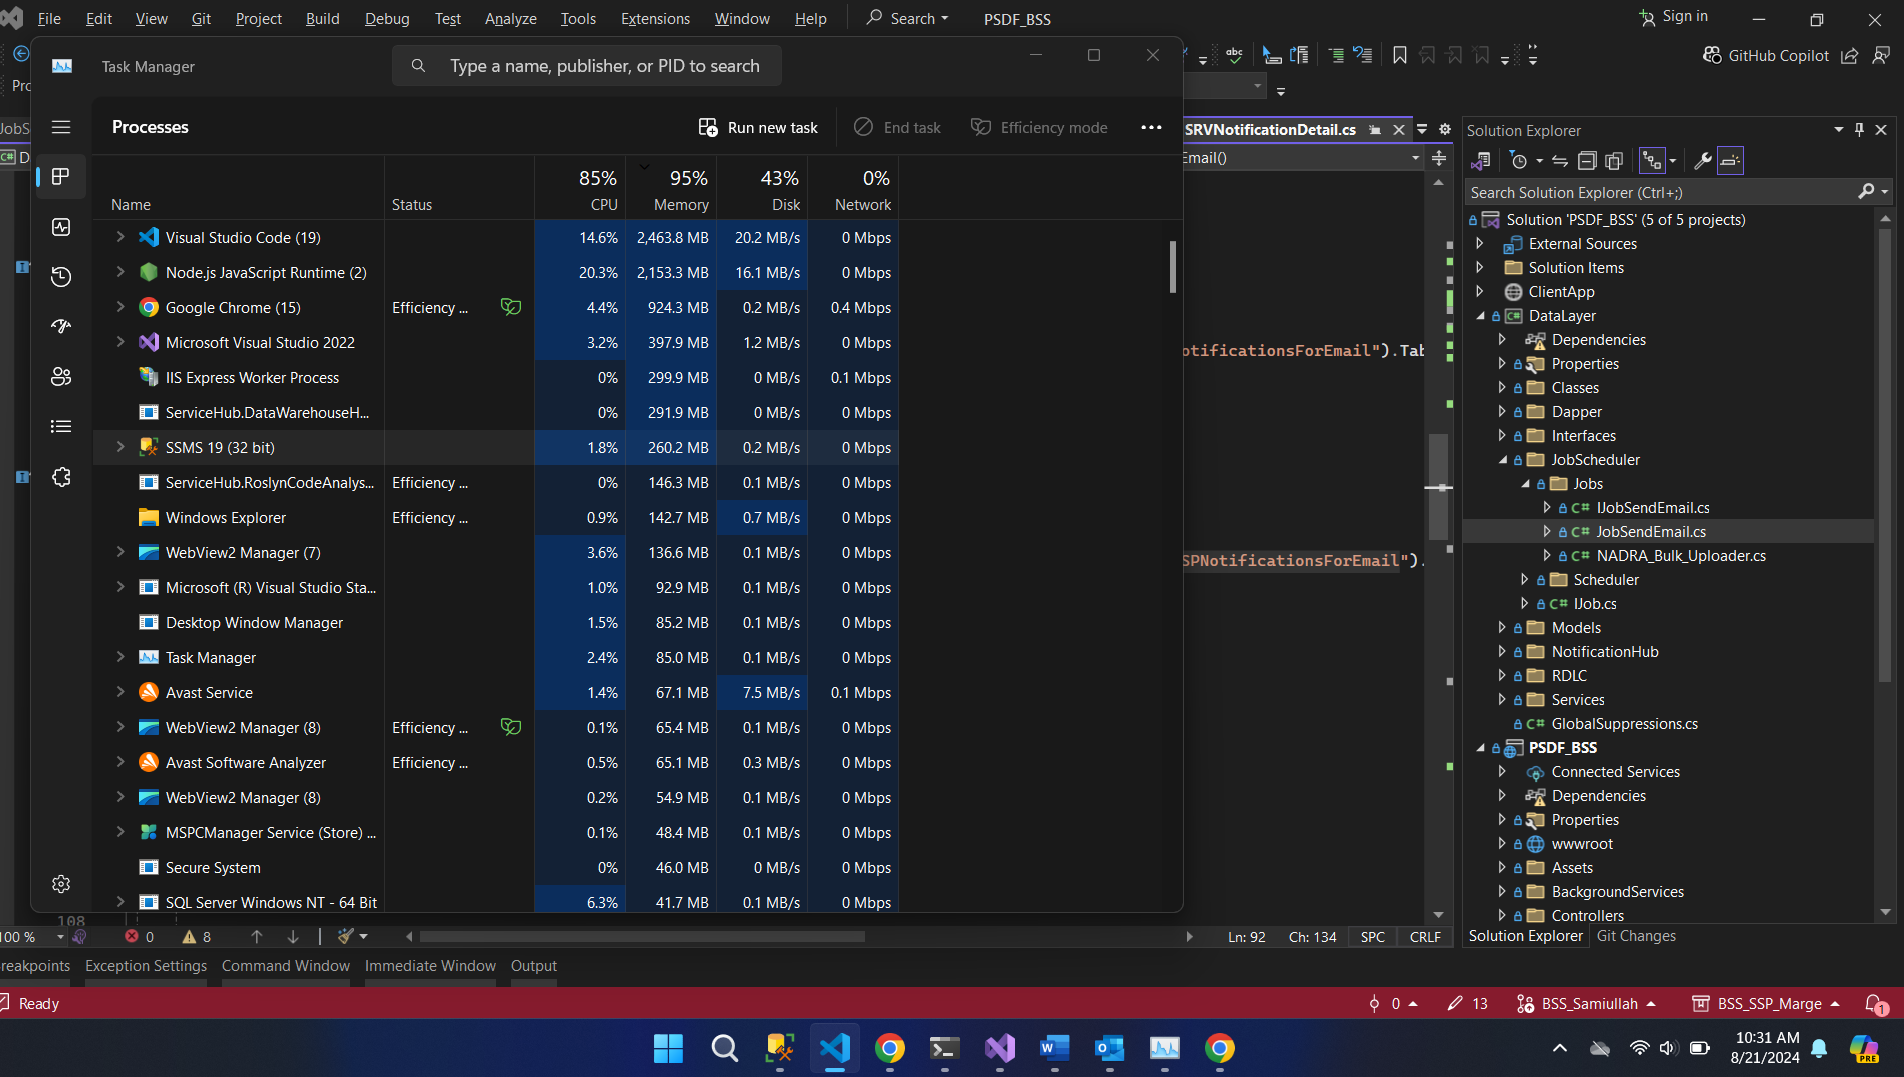 File Edit View Git Project Build Debug Test Analyze Tools Extensions Window Help Search PSDF_BSS Sign in
GitHub Copilot
Task Manager
Type a name, publisher, or PID to search
Processes
Run new task End task Efficiency mode
85% 95% 43% 0%
Name Status CPU Memory Disk Network
Visual Studio Code (19) 14.6% 2,463.8 MB 20.2 MB/s 0 Mbps
Node.js JavaScript Runtime (2) 20.3% 2,153.3 MB 16.1 MB/s 0 Mbps
Google Chrome (15) Efficiency ... 4.4% 924.3 MB 0.2 MB/s 0.4 Mbps
Microsoft Visual Studio 2022 3.2% 397.9 MB 1.2 MB/s 0 Mbps
IIS Express Worker Process 0% 299.9 MB 0 MB/s 0.1 Mbps
ServiceHub.DataWarehouseH... 0% 291.9 MB 0 MB/s 0 Mbps
SSMS 19 (32 bit) 1.8% 260.2 MB 0.2 MB/s 0 Mbps
ServiceHub.RoslynCodeAnalys... Efficiency ... 0% 146.3 MB 0.1 MB/s 0 Mbps
Windows Explorer Efficiency ... 0.9% 142.7 MB 0.7 MB/s 0 Mbps
WebView2 Manager (7) 3.6% 136.6 MB 0.1 MB/s 0 Mbps
Microsoft (R) Visual Studio Sta... 1.0% 92.9 MB 0.1 MB/s 0 Mbps
Desktop Window Manager 1.5% 85.2 MB 0.1 MB/s 0 Mbps
Task Manager 2.4% 85.0 MB 0.1 MB/s 0 Mbps
Avast Service 1.4% 67.1 MB 7.5 MB/s 0.1 Mbps
WebView2 Manager (8) Efficiency ... 0.1% 65.4 MB 0.1 MB/s 0 Mbps
Avast Software Analyzer Efficiency ... 0.5% 65.1 MB 0.3 MB/s 0 Mbps
WebView2 Manager (8) 0.2% 54.9 MB 0.1 MB/s 0 Mbps
MSPCManager Service (Store) ... 0.1% 48.4 MB 0.1 MB/s 0 Mbps
Secure System 0% 46.0 MB 0 MB/s 0 Mbps
SQL Server Windows NT - 64 Bit 6.3% 41.7 MB 0.1 MB/s 0 Mbps
SRVNotificationDetail.cs
Email()
otificationsForEmail").Tab
SPNotificationsForEmail").
Solution Explorer
Search Solution Explorer (Ctrl+;)
Solution 'PSDF_BSS' (5 of 5 projects)
External Sources
Solution Items
ClientApp
DataLayer
Dependencies
Properties
Classes
Dapper
Interfaces
JobScheduler
Jobs
IJobSendEmail.cs
JobSendEmail.cs
NADRA_Bulk_Uploader.cs
Scheduler
IJob.cs
Models
NotificationHub
RDLC
Services
GlobalSuppressions.cs
PSDF_BSS
Connected Services
Dependencies
Properties
wwwroot
Assets
BackgroundServices
Controllers
Solution Explorer Git Changes
108
100 % 0 8 Ln: 92 Ch: 134 SPC CRLF
reakpoints Exception Settings Command Window Immediate Window Output
Ready 0 13 BSS_Samiullah BSS_SSP_Marge 1
10:31 AM
8/21/2024
PRE